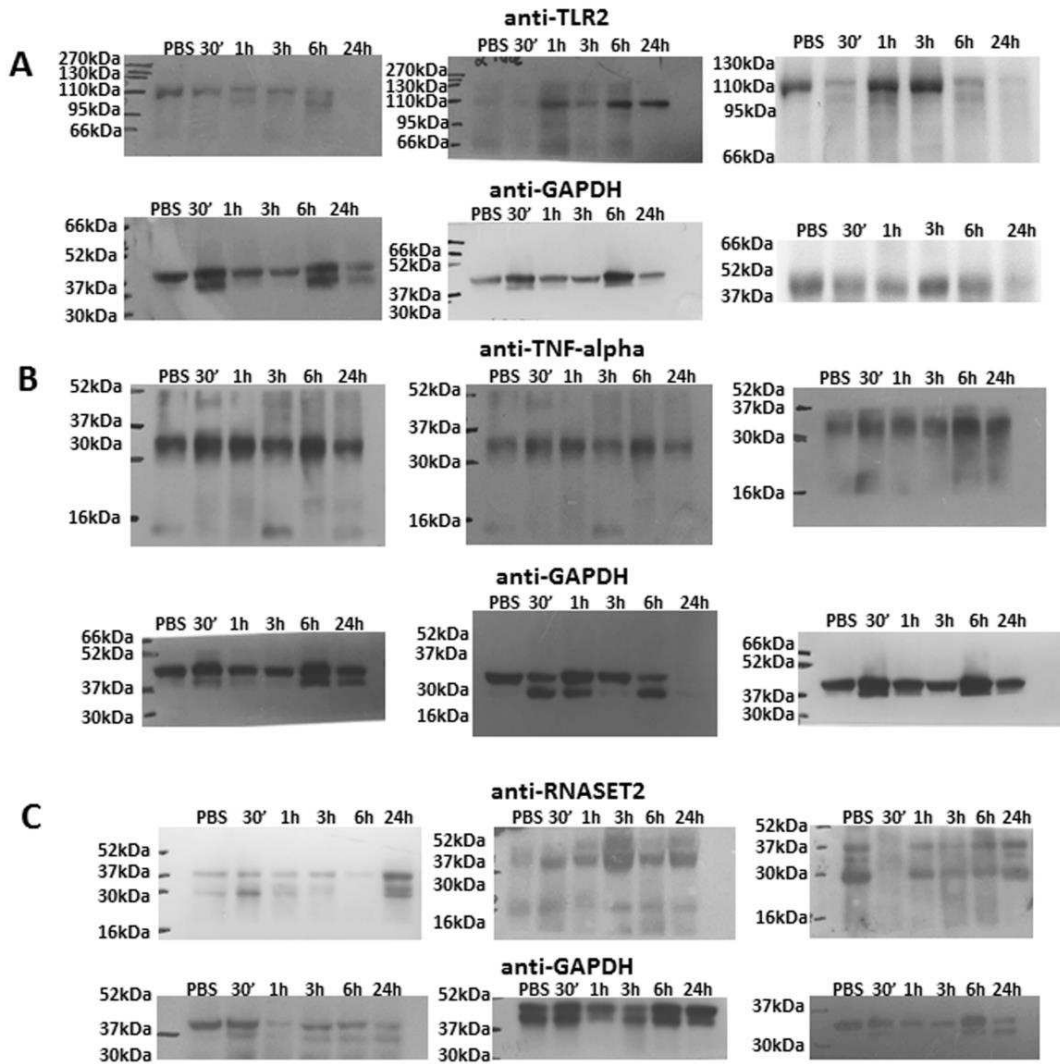 anti-TLR2
A
PBS 30' 1h 3h 6h 24h
270kDa
130kDa
110kDa
95kDa
66kDa
PBS 30' 1h 3h 6h 24h
270kDa
130kDa
110kDa
95kDa
66kDa
PBS 30' 1h 3h 6h 24h
130kDa
110kDa
95kDa
66kDa
anti-GAPDH
PBS 30' 1h 3h 6h 24h
66kDa
52kDa
37kDa
30kDa
PBS 30' 1h 3h 6h 24h
66kDa
52kDa
37kDa
30kDa
PBS 30' 1h 3h 6h 24h
66kDa
52kDa
37kDa
anti-TNF-alpha
B
PBS 30' 1h 3h 6h 24h
52kDa
37kDa
30kDa
16kDa
PBS 30' 1h 3h 6h 24h
52kDa
37kDa
30kDa
16kDa
PBS 30' 1h 3h 6h 24h
52kDa
37kDa
30kDa
16kDa
anti-GAPDH
PBS 30' 1h 3h 6h 24h
66kDa
52kDa
37kDa
30kDa
PBS 30' 1h 3h 6h 24h
52kDa
37kDa
30kDa
16kDa
PBS 30' 1h 3h 6h 24h
66kDa
52kDa
37kDa
30kDa
anti-RNASET2
C
PBS 30' 1h 3h 6h 24h
52kDa
37kDa
30kDa
16kDa
PBS 30' 1h 3h 6h 24h
52kDa
37kDa
30kDa
16kDa
PBS 30' 1h 3h 6h 24h
52kDa
37kDa
30kDa
16kDa
anti-GAPDH
PBS 30' 1h 3h 6h 24h
52kDa
37kDa
30kDa
PBS 30' 1h 3h 6h 24h
52kDa
37kDa
30kDa
PBS 30' 1h 3h 6h 24h
37kDa
30kDa